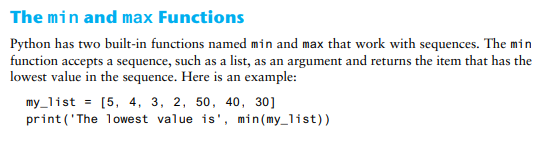 The min and max Functions
Python has two built-in functions named min and max that work with sequences. The min
function accepts a sequence, such as a list, as an argument and returns the item that has the
lowest value in the sequence. Here is an example:
my_list = [5, 4, 3, 2, 50, 40, 30]
print('The lowest value is', min(my_list))